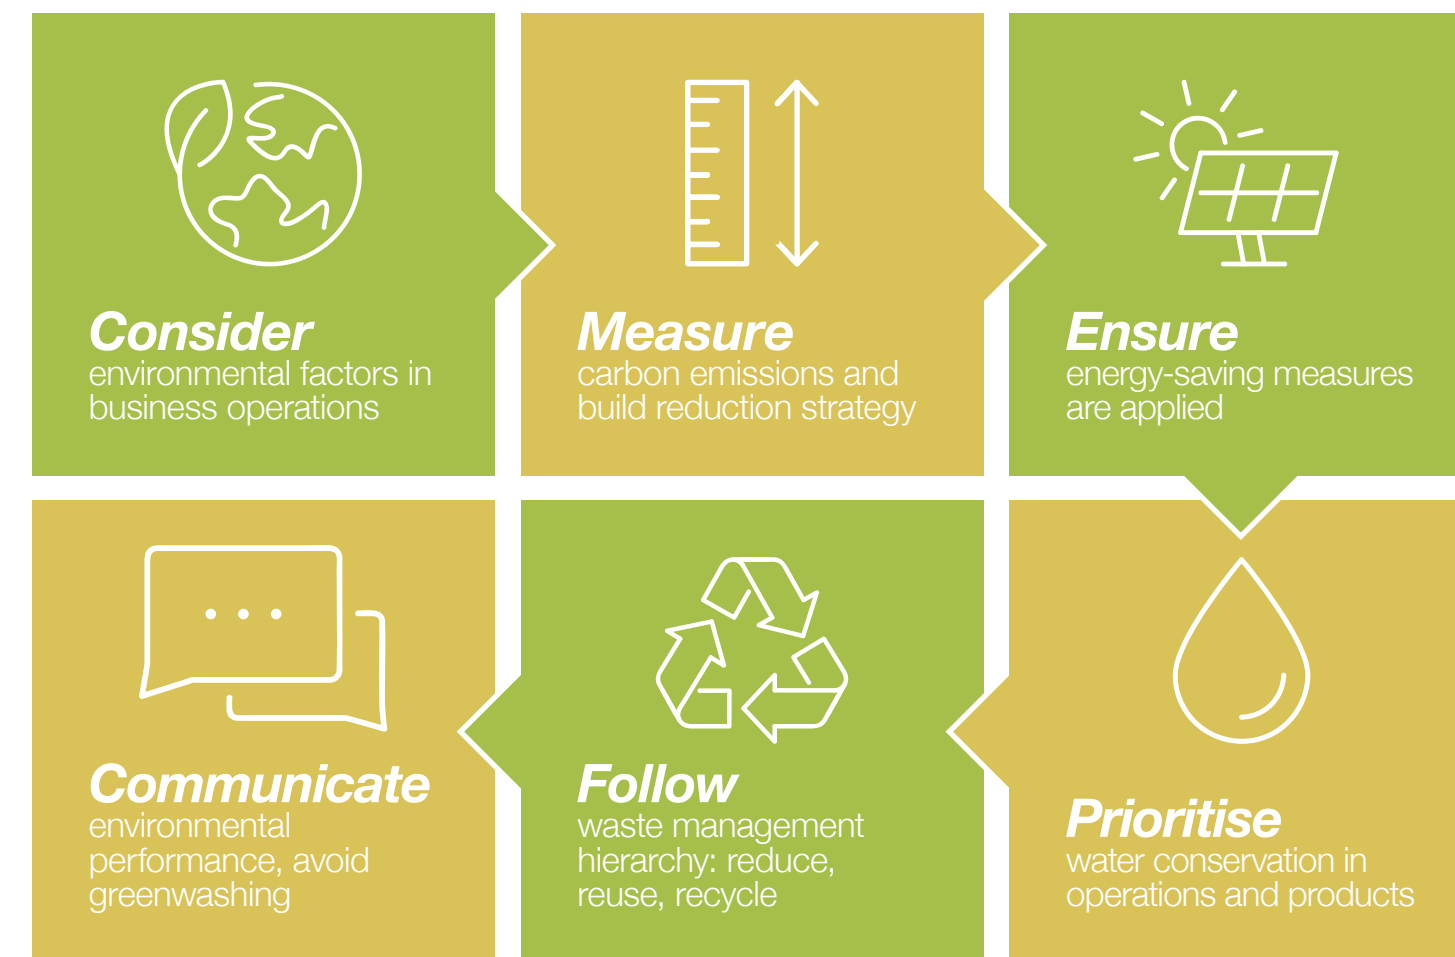 Consider
environmental factors in
business operations
Measure
carbon emissions and
build reduction strategy
Ensure
energy-saving measures
are applied
Prioritise
water conservation in
operations and products
Follow
waste management
hierarchy: reduce,
reuse, recycle
Communicate
environmental
performance, avoid
greenwashing